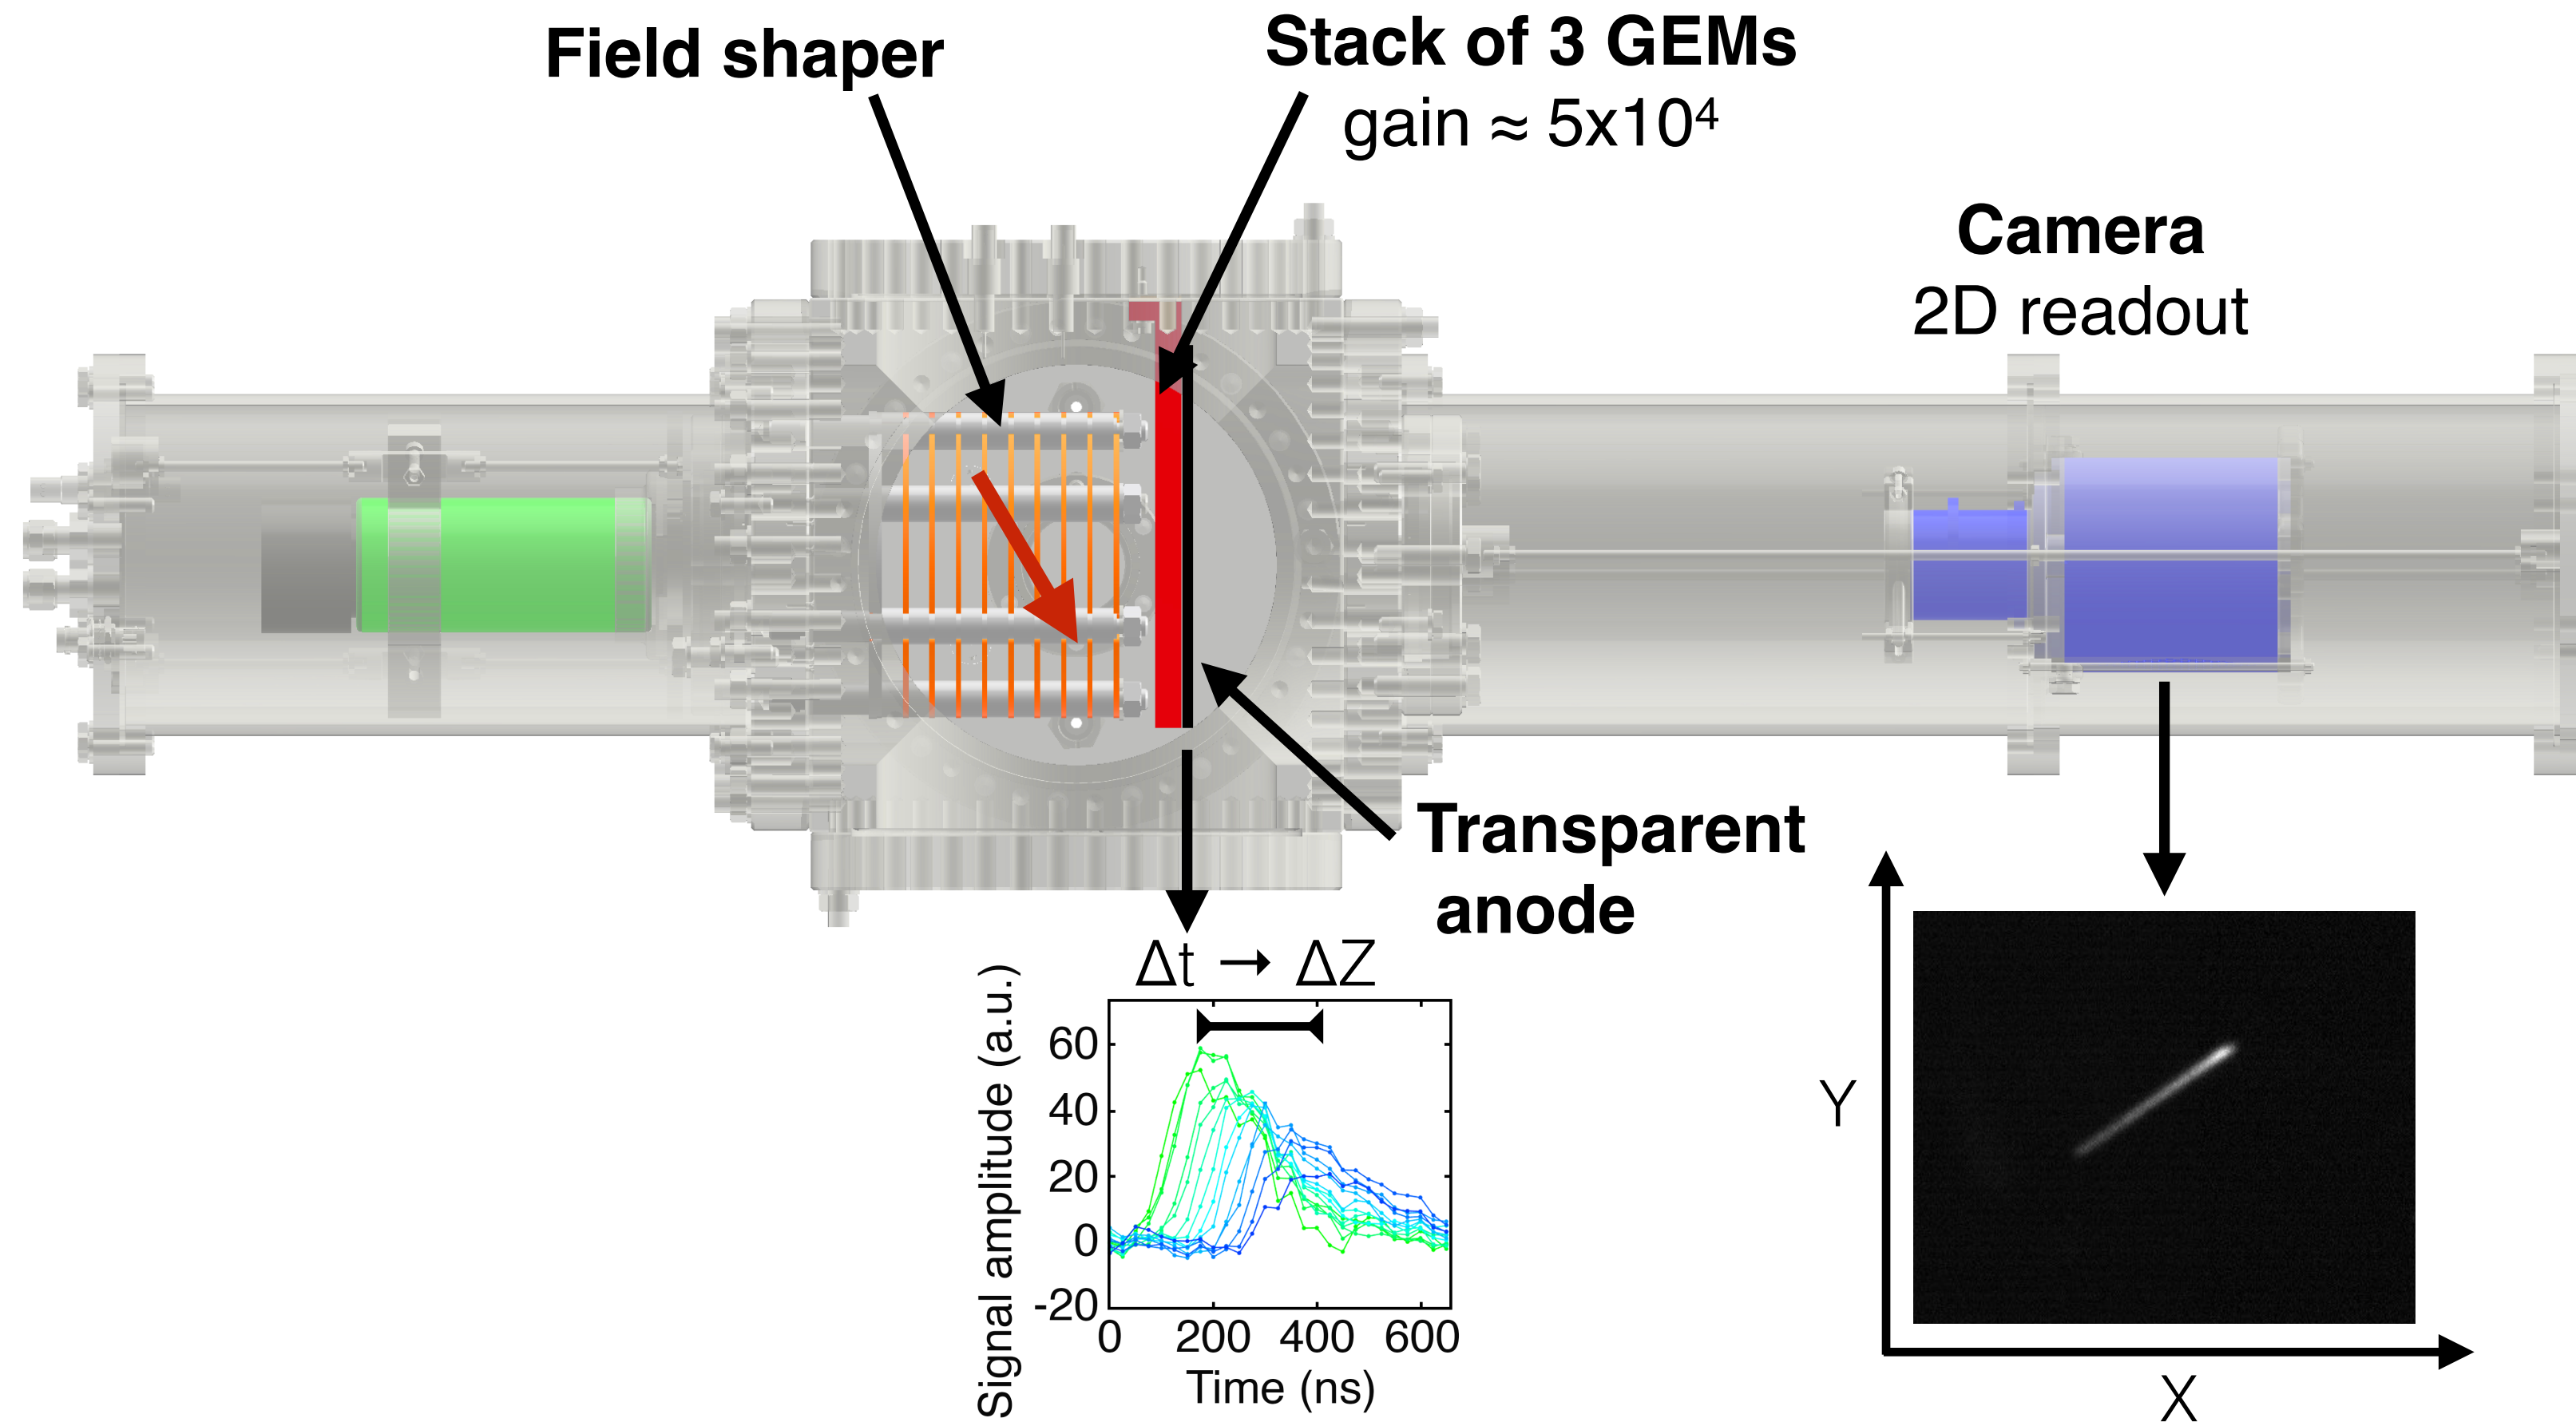 Field shaper
Stack of 3 GEMs
gain ≈ 5x10⁴
Camera
2D readout
Transparent
anode
Δt → ΔZ
Signal amplitude (a.u.)
60
40
20
0
-20
0 200 400 600
Time (ns)
Y
X